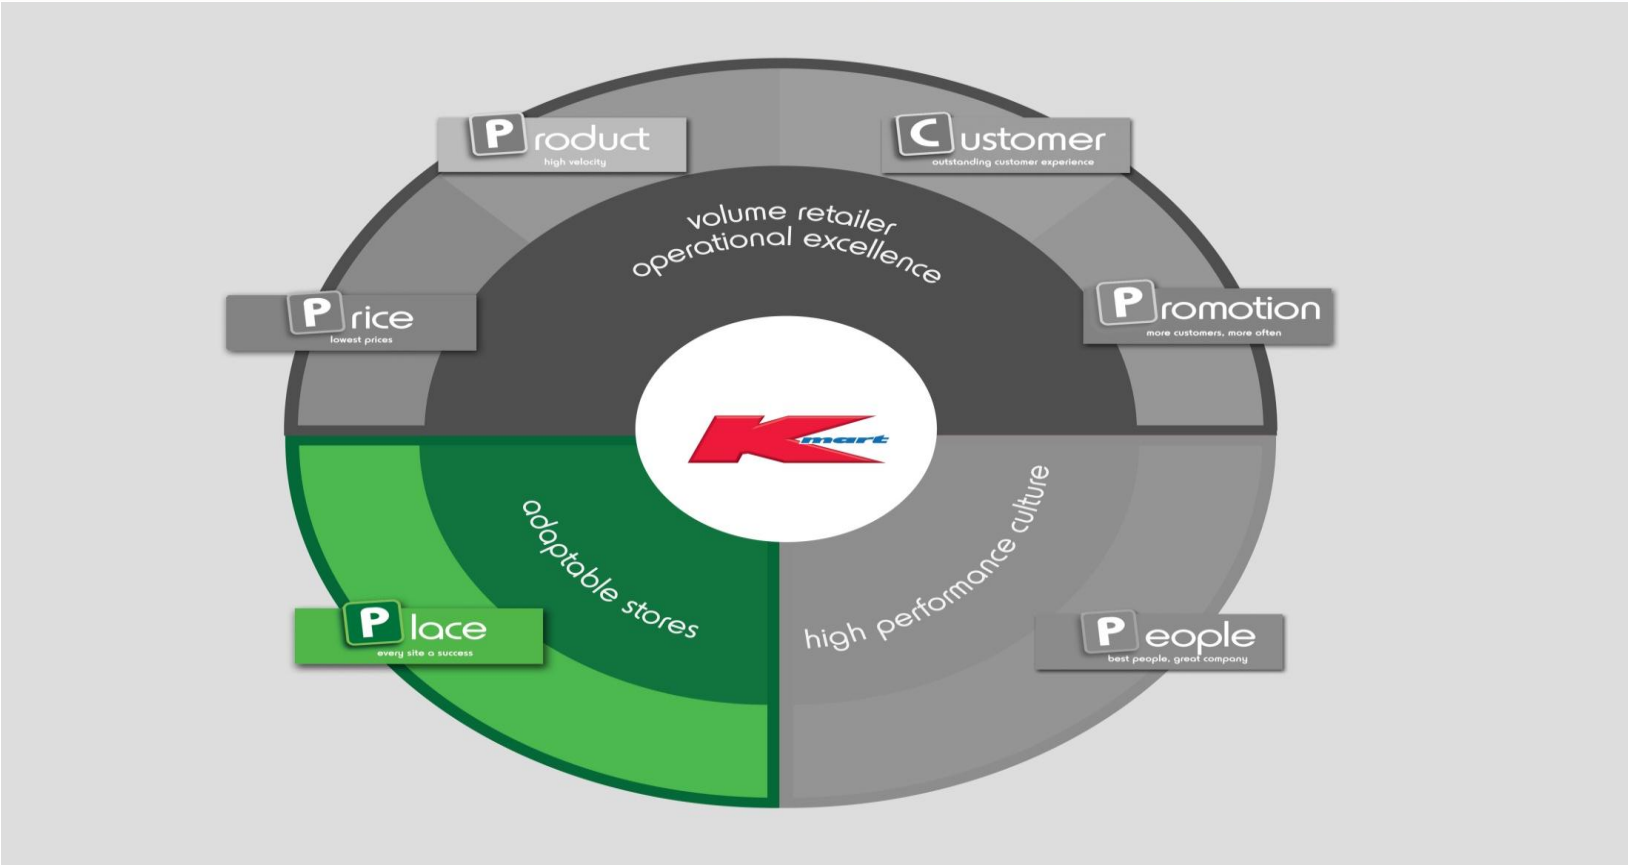 Product
high velocity
Customer
outstanding customer experience
volume retailer
operational excellence
Price
lowest prices
Promotion
more customers, more often
Kmart
adaptable stores
high performance culture
Place
every site a success
People
best people, great company